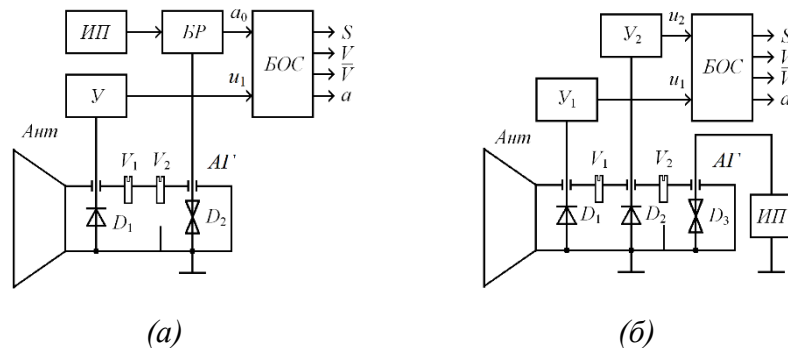 ИП
БР
a₀
У
u₁
БОС
S
V
V̅
a
Ант
V₁
V₂
АГ
D₁
D₂
(а)
У₂
u₂
У₁
u₁
БОС
S
V
V̅
a
Ант
V₁
V₂
АГ
D₁
D₂
D₃
ИП
(б)